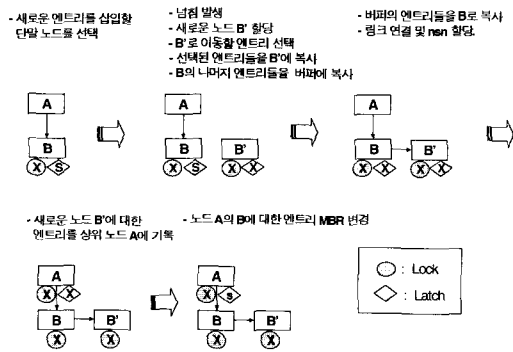 - 새로운 엔트리를 삽입할
단말 노드를 선택
- 넘침 발생
- 새로운 노드 B' 할당
- B'로 이동할 엔트리 선택
- 선택된 엔트리들을 B'에 복사
- B의 나머지 엔트리들을 버퍼에 복사
- 버퍼의 엔트리들을 B로 복사
- 링크 연결 및 nsn 할당
A
B
X S
A
B B'
X S X X
A
B B'
X X X X
- 새로운 노드 B'에 대한
엔트리를 상위 노드 A에 기록
- 노드 A의 B에 대한 엔트리 MBR 변경
A
X X
B B'
X X
A
X s
B B'
X X
: Lock
: Latch